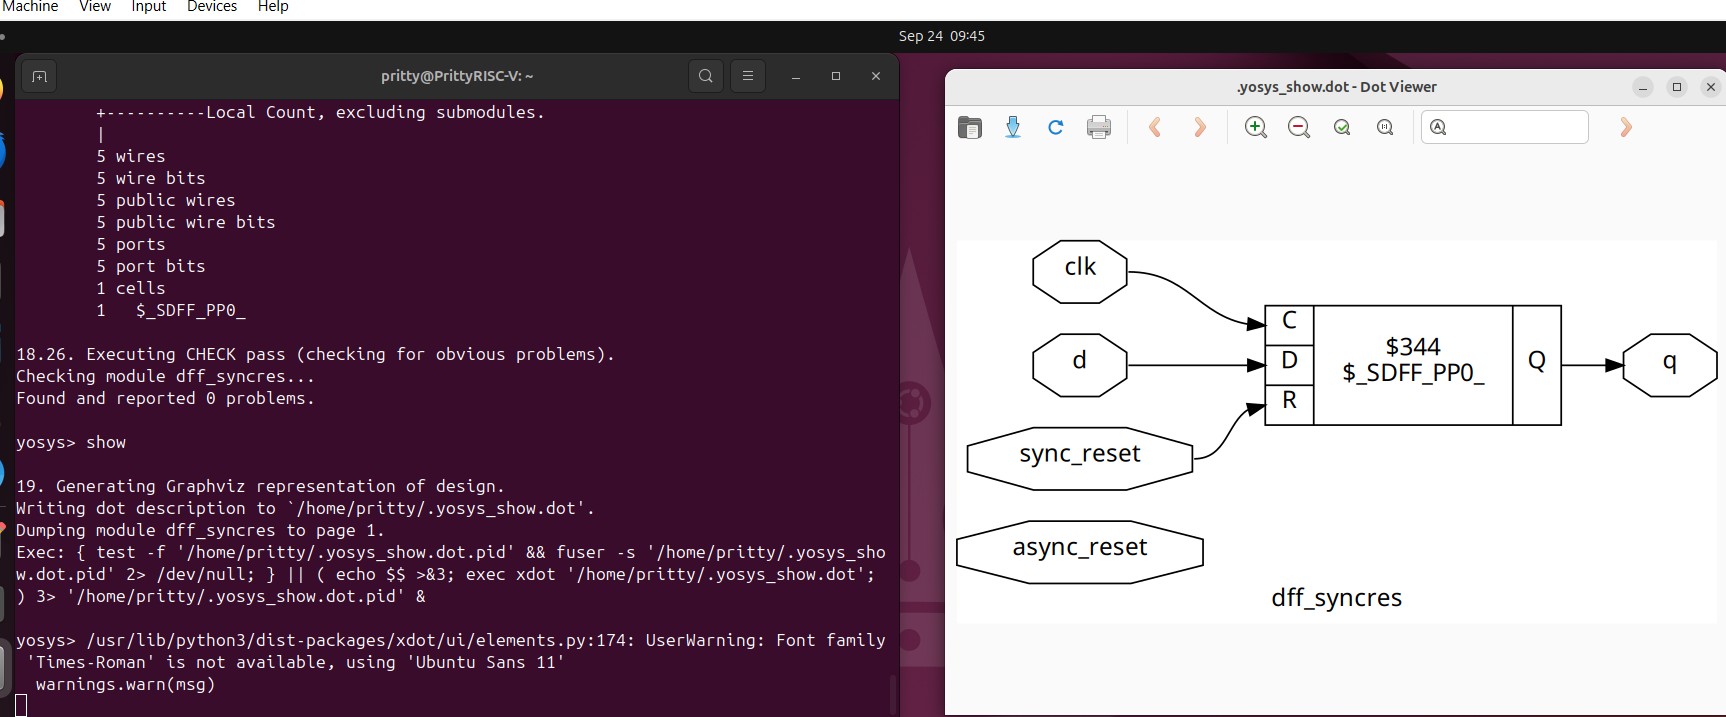 Machine View Input Devices Help
Sep 24 09:45
pritty@PrittyRISC-V: ~
+----------Local Count, excluding submodules.
|
5 wires
5 wire bits
5 public wires
5 public wire bits
5 ports
5 port bits
1 cells
1 $_SDFF_PP0_
18.26. Executing CHECK pass (checking for obvious problems).
Checking module dff_syncres...
Found and reported 0 problems.
yosys> show
19. Generating Graphviz representation of design.
Writing dot description to `/home/pritty/.yosys_show.dot'.
Dumping module dff_syncres to page 1.
Exec: { test -f '/home/pritty/.yosys_show.dot.pid' && fuser -s '/home/pritty/.yosys_sho
w.dot.pid' 2> /dev/null; } || ( echo $$ >&3; exec xdot '/home/pritty/.yosys_show.dot';
) 3> '/home/pritty/.yosys_show.dot.pid' &
yosys> /usr/lib/python3/dist-packages/xdot/ui/elements.py:174: UserWarning: Font family
'Times-Roman' is not available, using 'Ubuntu Sans 11'
warnings.warn(msg)
.yosys_show.dot - Dot Viewer
clk
d
sync_reset
async_reset
C
D
R
$344
$_SDFF_PP0_
Q
q
dff_syncres